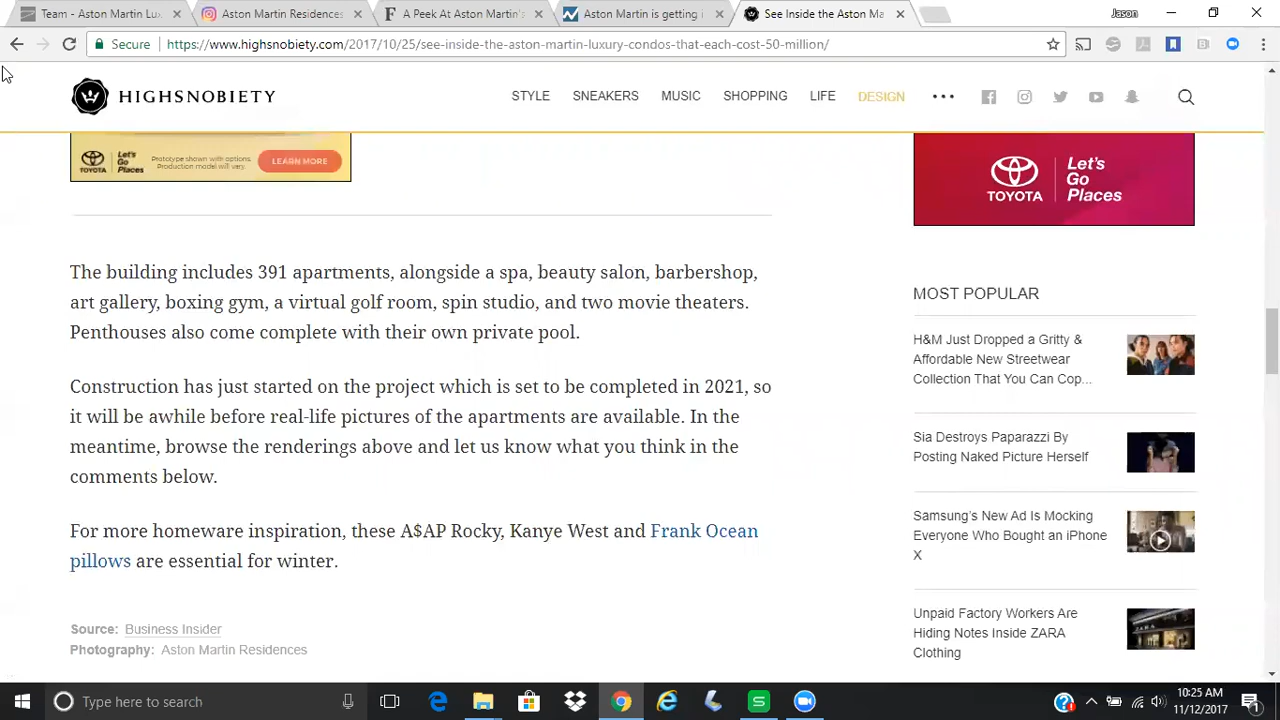 Team - Aston Martin Lu
Aston Martin Residences
A Peek At Aston Martin's
Aston Martin is getting i
See Inside the Aston Ma
Jason
Secure
https://www.highsnobiety.com/2017/10/25/see-inside-the-aston-martin-luxury-condos-that-each-cost-50-million/
HIGHSNOBIETY
STYLE SNEAKERS MUSIC SHOPPING LIFE DESIGN
TOYOTA
Let's
Go
Places
Prototype shown with options.
Production model will vary.
LEARN MORE
TOYOTA
Let's
Go
Places
The building includes 391 apartments, alongside a spa, beauty salon, barbershop,
art gallery, boxing gym, a virtual golf room, spin studio, and two movie theaters.
Penthouses also come complete with their own private pool.
Construction has just started on the project which is set to be completed in 2021, so
it will be awhile before real-life pictures of the apartments are available. In the
meantime, browse the renderings above and let us know what you think in the
comments below.
For more homeware inspiration, these A$AP Rocky, Kanye West and Frank Ocean
pillows are essential for winter.
Source: Business Insider
Photography: Aston Martin Residences
MOST POPULAR
H&M Just Dropped a Gritty &
Affordable New Streetwear
Collection That You Can Cop...
Sia Destroys Paparazzi By
Posting Naked Picture Herself
Samsung's New Ad Is Mocking
Everyone Who Bought an iPhone
X
Unpaid Factory Workers Are
Hiding Notes Inside ZARA
Clothing
ZARA
Type here to search
10:25 AM
11/12/2017